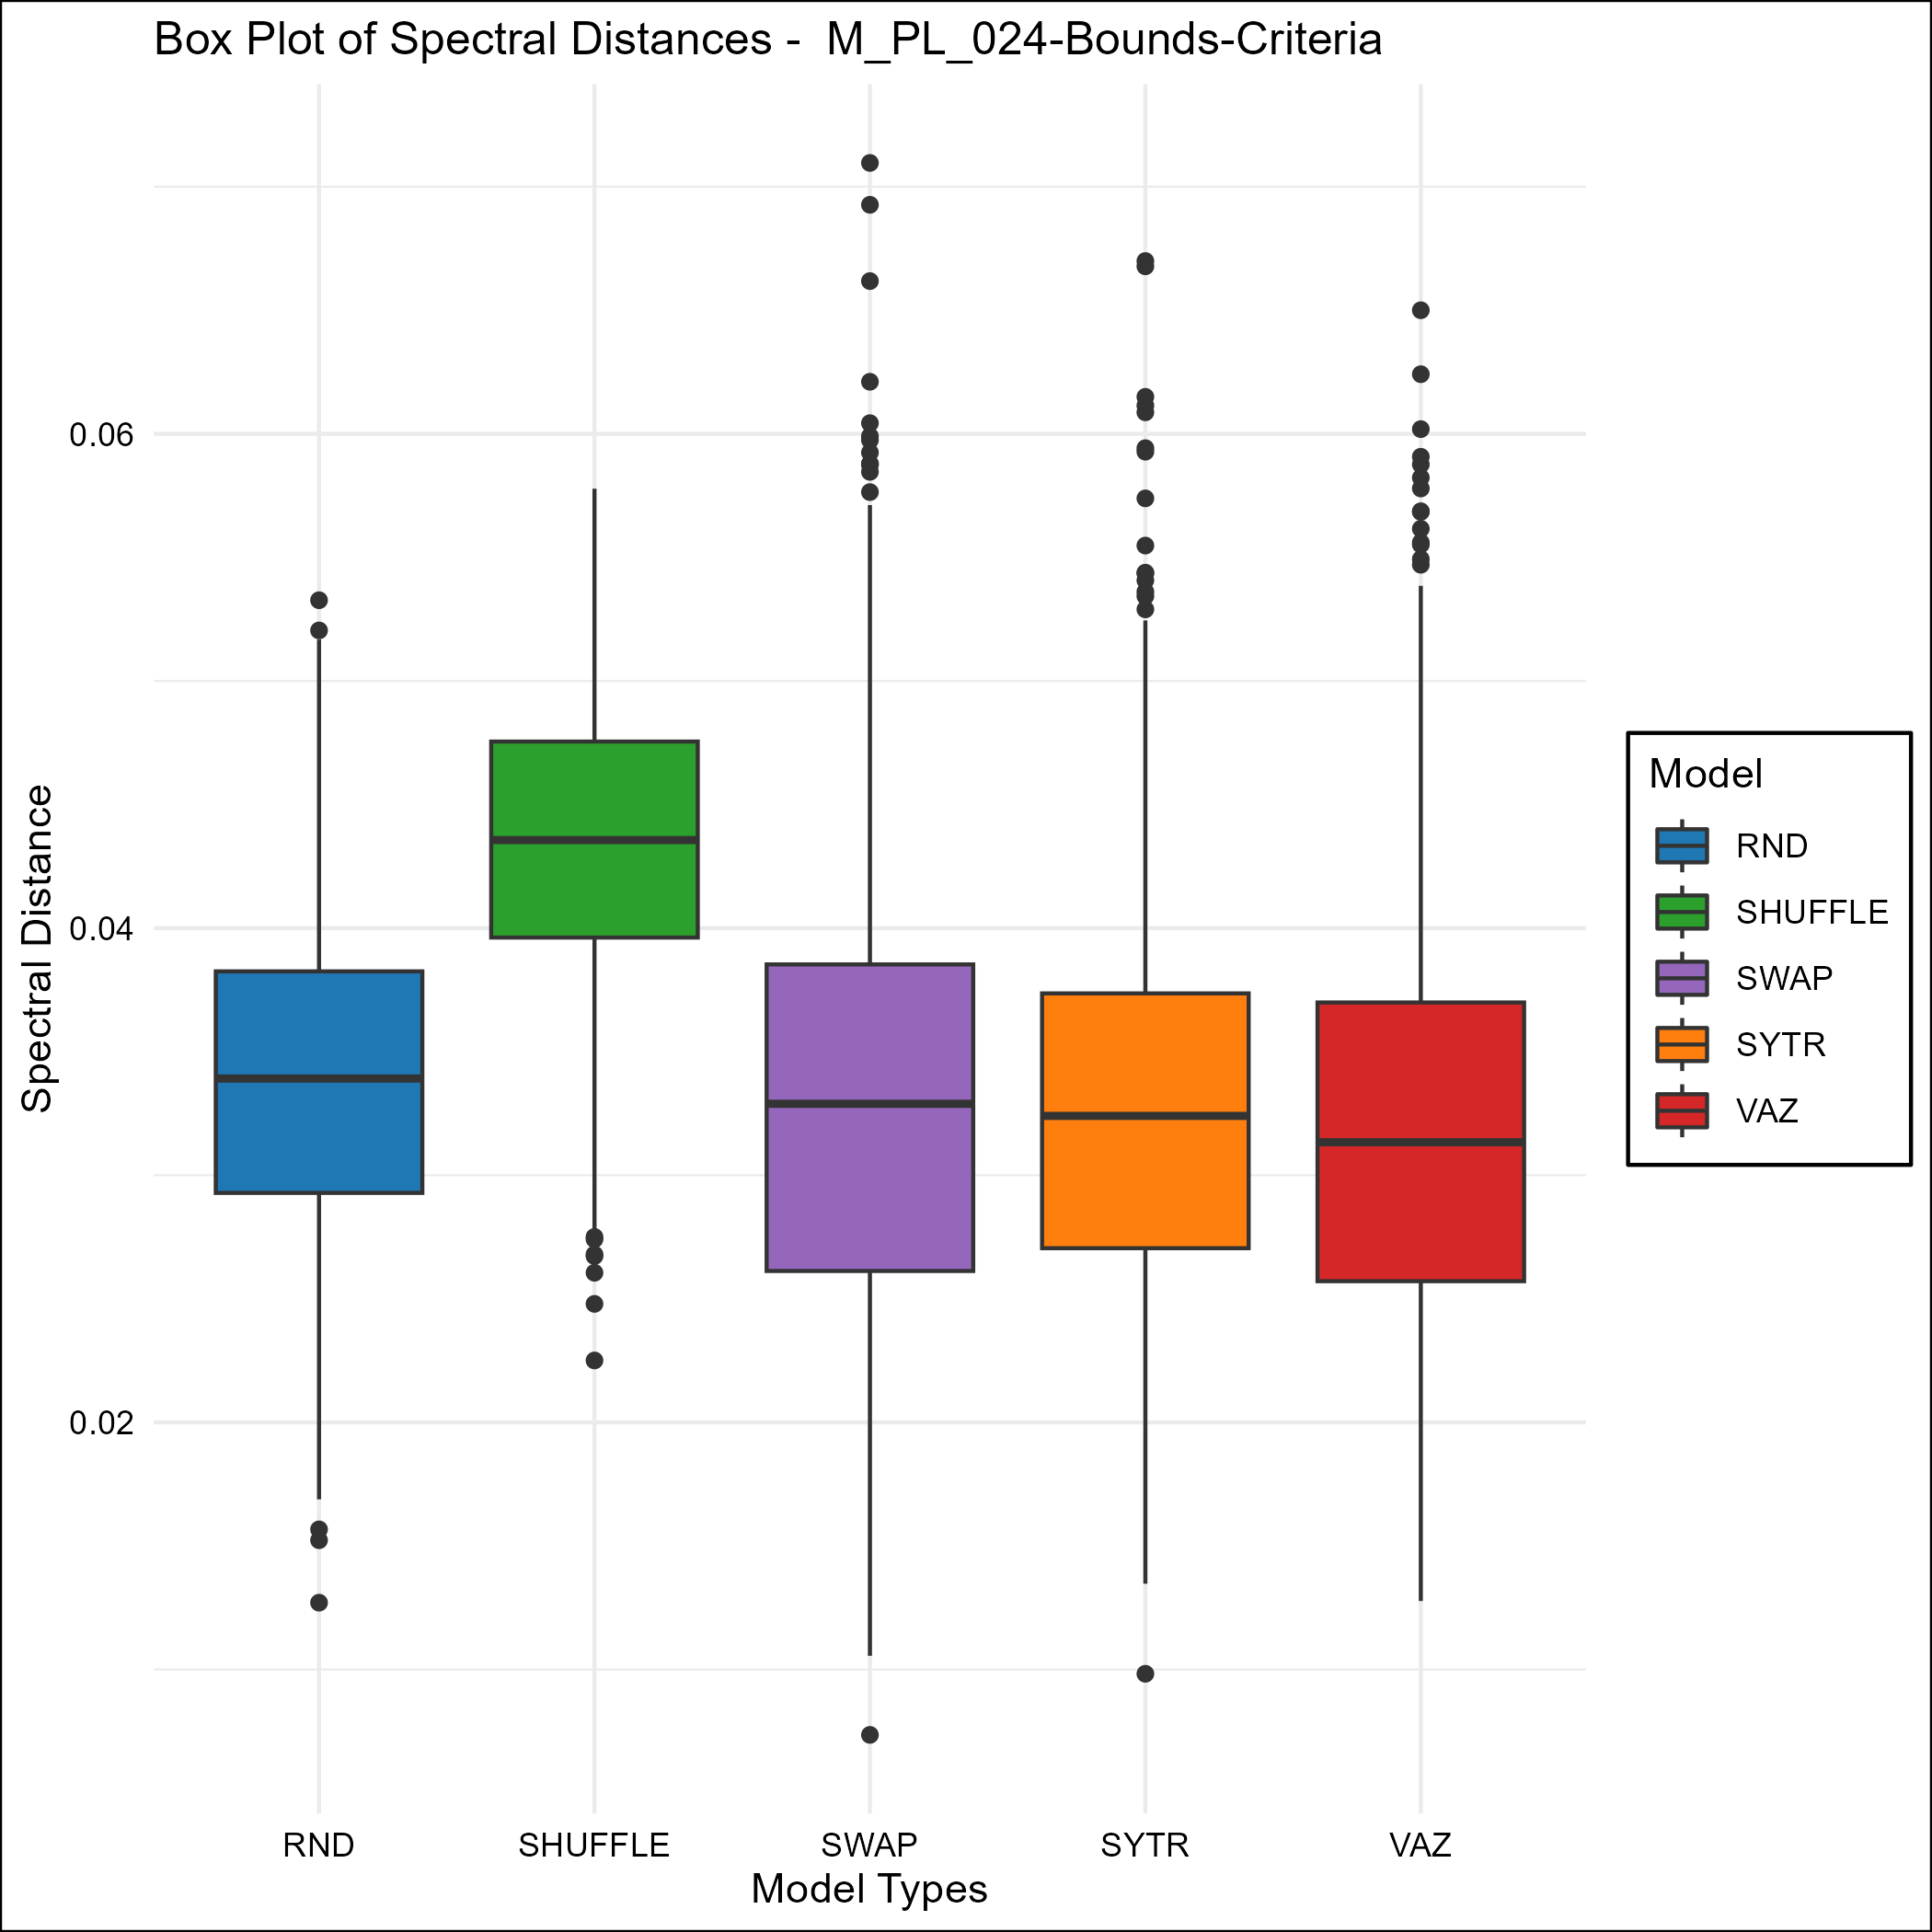 Box Plot of Spectral Distances -  M_PL_024-Bounds-Criteria
Spectral Distance
0.06
0.04
0.02
RND
SHUFFLE
SWAP
SYTR
VAZ
Model Types
Model
RND
SHUFFLE
SWAP
SYTR
VAZ